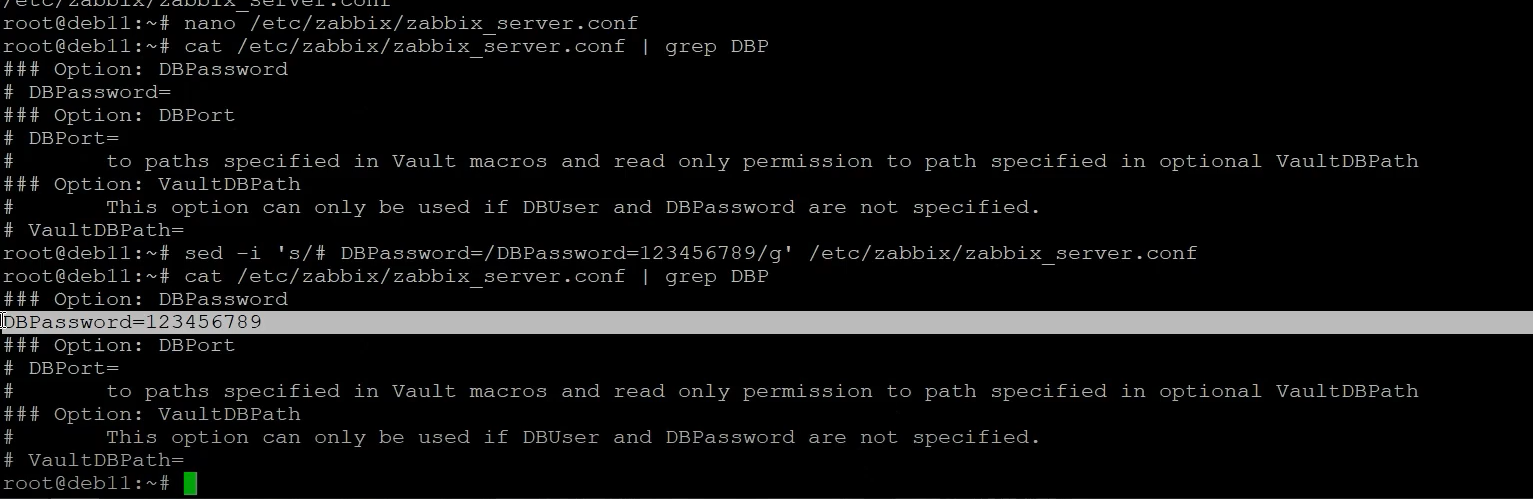 /etc/zabbix/zabbix_server.conf
root@deb11:~# nano /etc/zabbix/zabbix_server.conf
root@deb11:~# cat /etc/zabbix/zabbix_server.conf | grep DBP
### Option: DBPassword
# DBPassword=
### Option: DBPort
# DBPort=
#       to paths specified in Vault macros and read only permission to path specified in optional VaultDBPath
### Option: VaultDBPath
#       This option can only be used if DBUser and DBPassword are not specified.
# VaultDBPath=
root@deb11:~# sed -i 's/# DBPassword=/DBPassword=123456789/g' /etc/zabbix/zabbix_server.conf
root@deb11:~# cat /etc/zabbix/zabbix_server.conf | grep DBP
### Option: DBPassword
DBPassword=123456789
### Option: DBPort
# DBPort=
#       to paths specified in Vault macros and read only permission to path specified in optional VaultDBPath
### Option: VaultDBPath
#       This option can only be used if DBUser and DBPassword are not specified.
# VaultDBPath=
root@deb11:~#